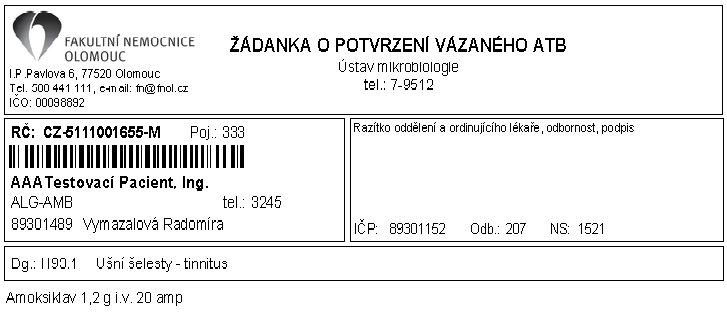 FAKULTNÍ NEMOCNICE
OLOMOUC
I.P.Pavlova 6, 77520 Olomouc
Tel. 500 441 111, e-mail: fn@fnol.cz
IČO: 00098892
ŽÁDANKA O POTVRZENÍ VÁZANÉHO ATB
Ústav mikrobiologie
tel.: 7-9512
RČ: CZ-5111001655-M Poj.: 333
AAATestovací Pacient, Ing.
ALG-AMB tel.: 3245
89301489 Vymazalová Radomíra
Razítko oddělení a ordinujícího lékaře, odbornost, podpis
IČP: 89301152 Odb.: 207 NS: 1521
Dg.: H93.1 Ušní šelesty - tinnitus
Amoksiklav 1,2 g i.v. 20 amp